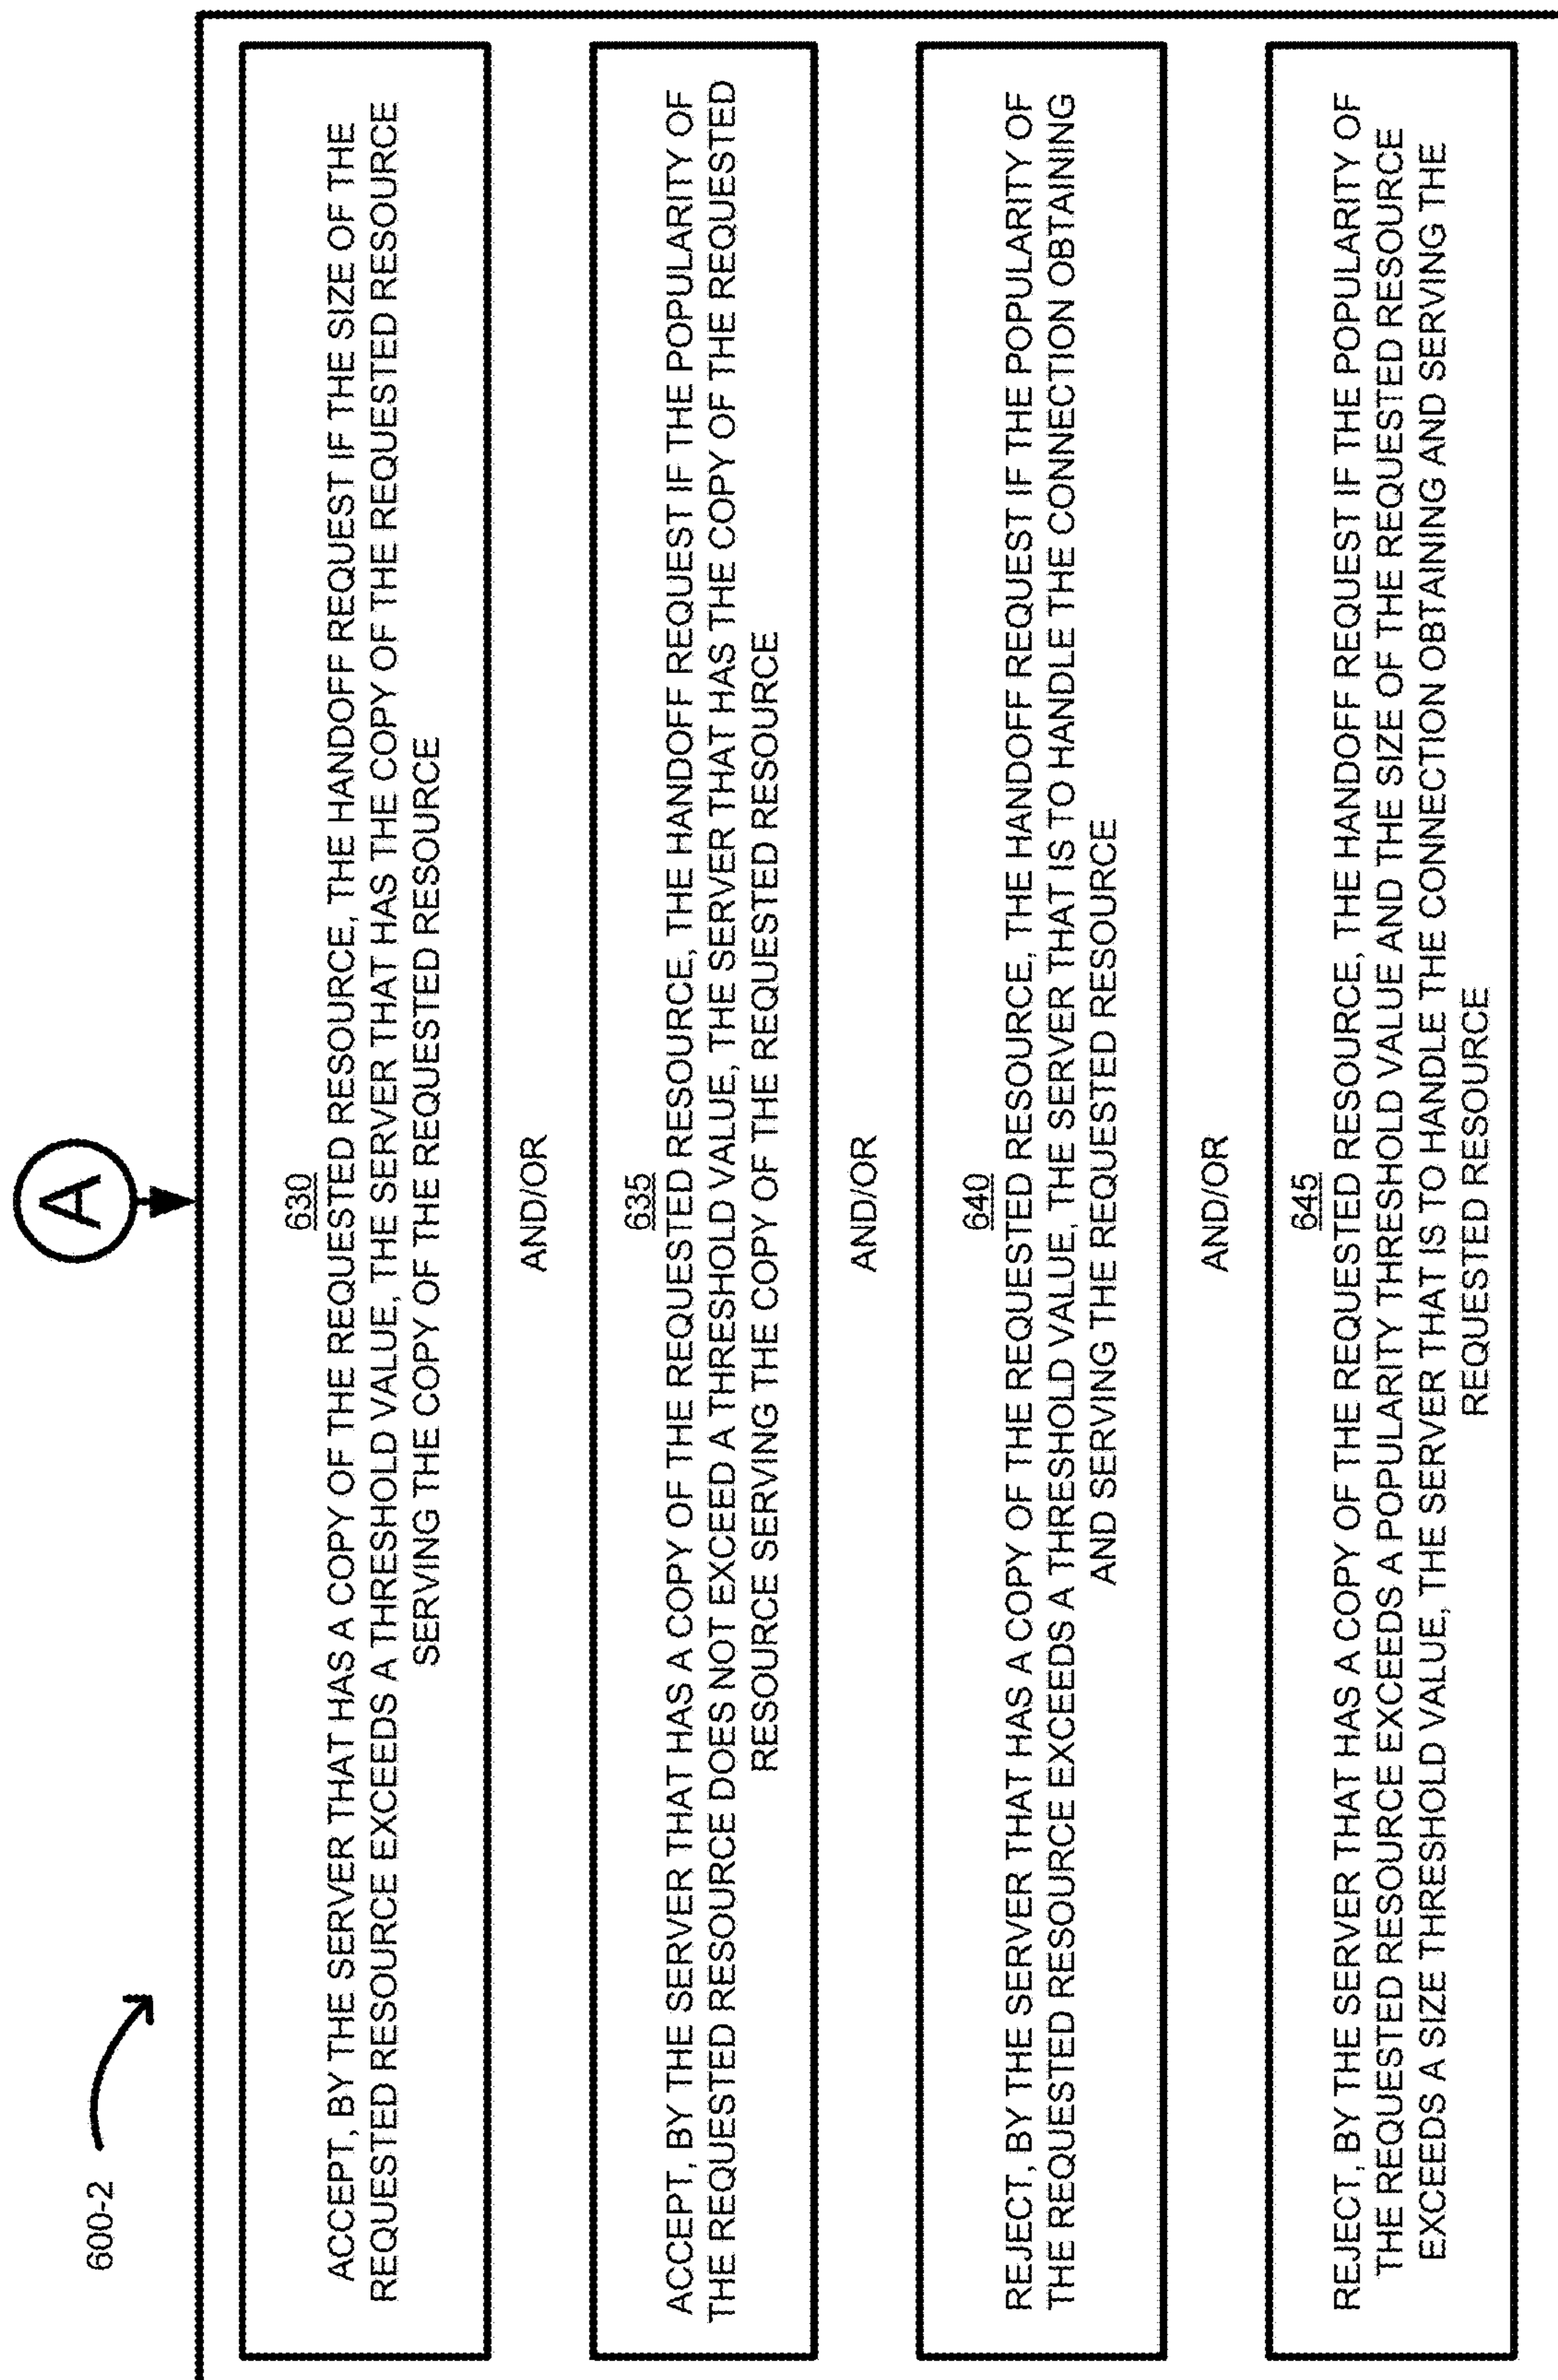 600-2
A
630
ACCEPT, BY THE SERVER THAT HAS A COPY OF THE REQUESTED RESOURCE, THE HANDOFF REQUEST IF THE SIZE OF THE
REQUESTED RESOURCE EXCEEDS A THRESHOLD VALUE, THE SERVER THAT HAS THE COPY OF THE REQUESTED RESOURCE
SERVING THE COPY OF THE REQUESTED RESOURCE
AND/OR
635
ACCEPT, BY THE SERVER THAT HAS A COPY OF THE REQUESTED RESOURCE, THE HANDOFF REQUEST IF THE POPULARITY OF
THE REQUESTED RESOURCE DOES NOT EXCEED A THRESHOLD VALUE, THE SERVER THAT HAS THE COPY OF THE REQUESTED
RESOURCE SERVING THE COPY OF THE REQUESTED RESOURCE
AND/OR
640
REJECT, BY THE SERVER THAT HAS A COPY OF THE REQUESTED RESOURCE, THE HANDOFF REQUEST IF THE POPULARITY OF
THE REQUESTED RESOURCE EXCEEDS A THRESHOLD VALUE, THE SERVER THAT IS TO HANDLE THE CONNECTION OBTAINING
AND SERVING THE REQUESTED RESOURCE
AND/OR
645
REJECT, BY THE SERVER THAT HAS A COPY OF THE REQUESTED RESOURCE, THE HANDOFF REQUEST IF THE POPULARITY OF
THE REQUESTED RESOURCE EXCEEDS A POPULARITY THRESHOLD VALUE AND THE SIZE OF THE REQUESTED RESOURCE
EXCEEDS A SIZE THRESHOLD VALUE, THE SERVER THAT IS TO HANDLE THE CONNECTION OBTAINING AND SERVING THE
REQUESTED RESOURCE